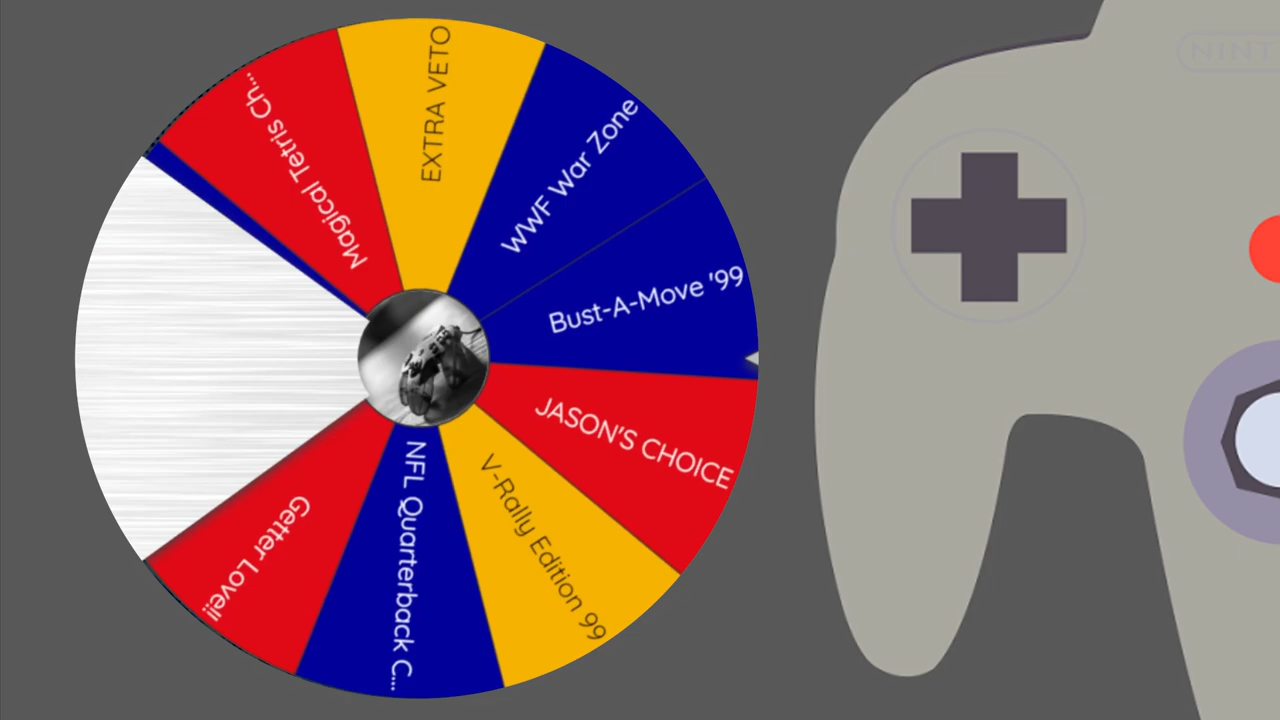 EXTRA VETO
WWF War Zone
Bust-A-Move '99
JASON'S CHOICE
V-Rally Edition 99
NFL Quarterback C...
Getter Love!!
Magical Tetris Ch...
NINT